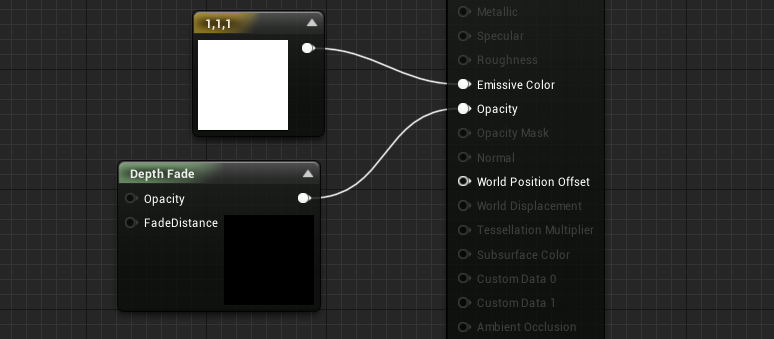 1,1,1
Depth Fade
Opacity
FadeDistance
Metallic
Specular
Roughness
Emissive Color
Opacity
Opacity Mask
Normal
World Position Offset
World Displacement
Tessellation Multiplier
Subsurface Color
Custom Data 0
Custom Data 1
Ambient Occlusion